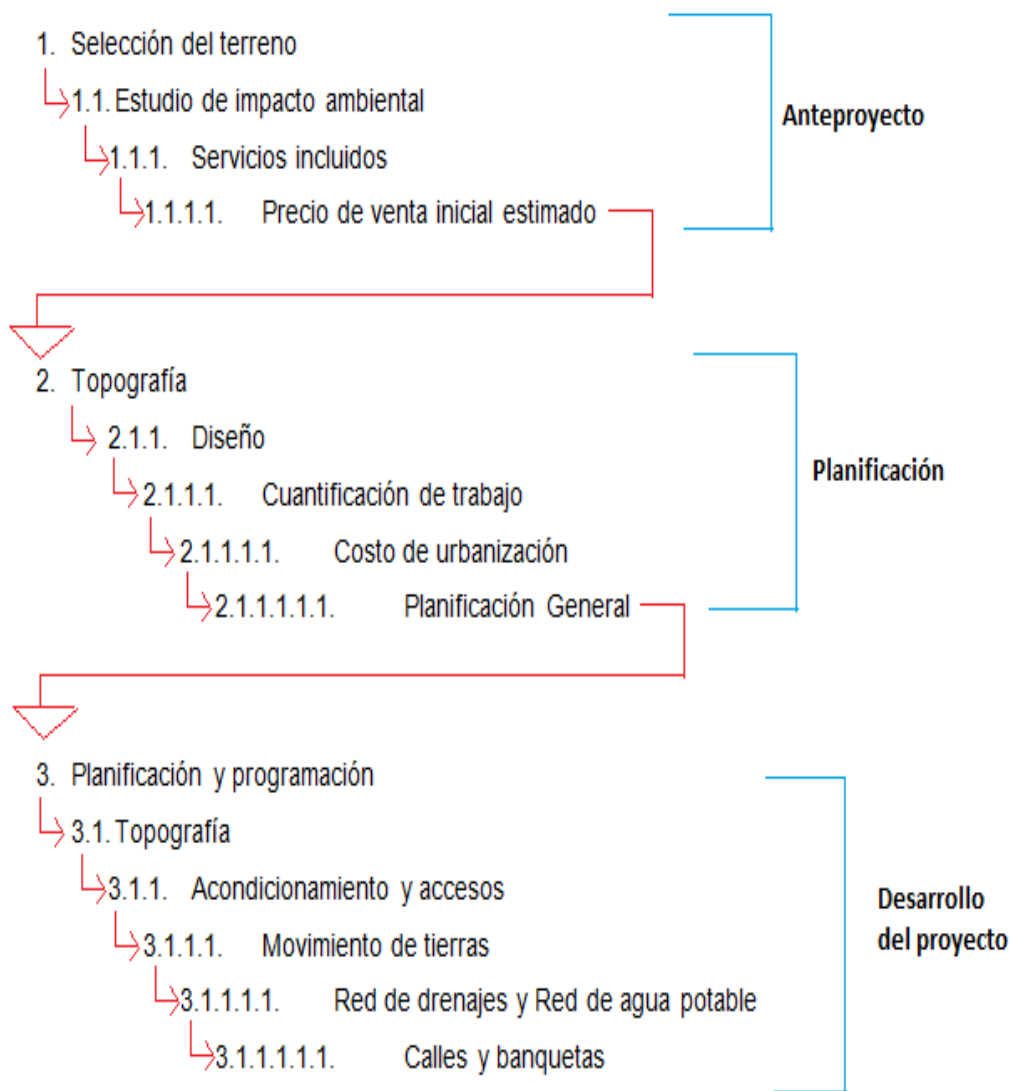 1. Selección del terreno
1.1. Estudio de impacto ambiental
Anteproyecto
1.1.1. Servicios incluidos
1.1.1.1. Precio de venta inicial estimado
2. Topografía
2.1.1. Diseño
Planificación
2.1.1.1. Cuantificación de trabajo
2.1.1.1.1. Costo de urbanización
2.1.1.1.1.1. Planificación General
3. Planificación y programación
3.1. Topografía
3.1.1. Acondicionamiento y accesos
Desarrollo
del proyecto
3.1.1.1. Movimiento de tierras
3.1.1.1.1. Red de drenajes y Red de agua potable
3.1.1.1.1.1. Calles y banquetas